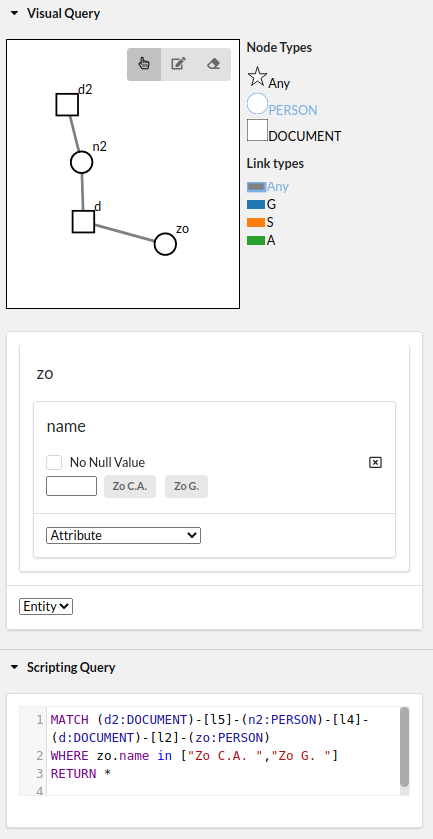 Visual Query
d2
n2
d
zo
Node Types
Any
PERSON
DOCUMENT
Link types
Any
G
S
A
zo
name
No Null Value
Zo C.A.
Zo G.
Attribute
Entity
Scripting Query
1 MATCH (d2:DOCUMENT)-[l5]-(n2:PERSON)-[l4]-
(d:DOCUMENT)-[l2]-(zo:PERSON)
2 WHERE zo.name in ["Zo C.A. ","Zo G. "]
3 RETURN *
4